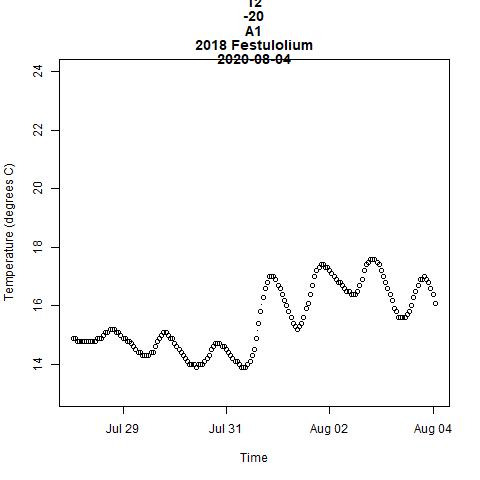 T2
-20
A1
2018 Festulolium
2020-08-04
Temperature (degrees C)
24
22
20
18
16
14
Jul 29
Jul 31
Aug 02
Aug 04
Time